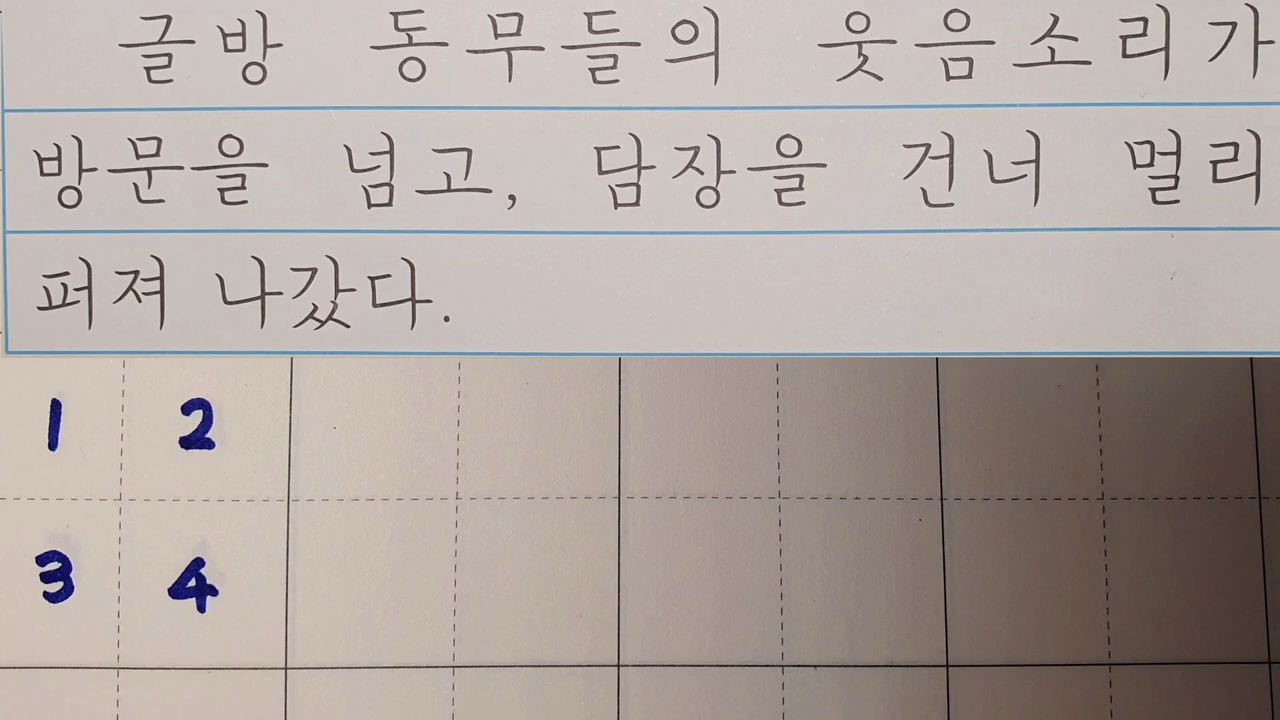 글방 동무들의 웃음소리가
방문을 넘고, 담장을 건너 멀리
퍼져 나갔다.
1 2
3 4